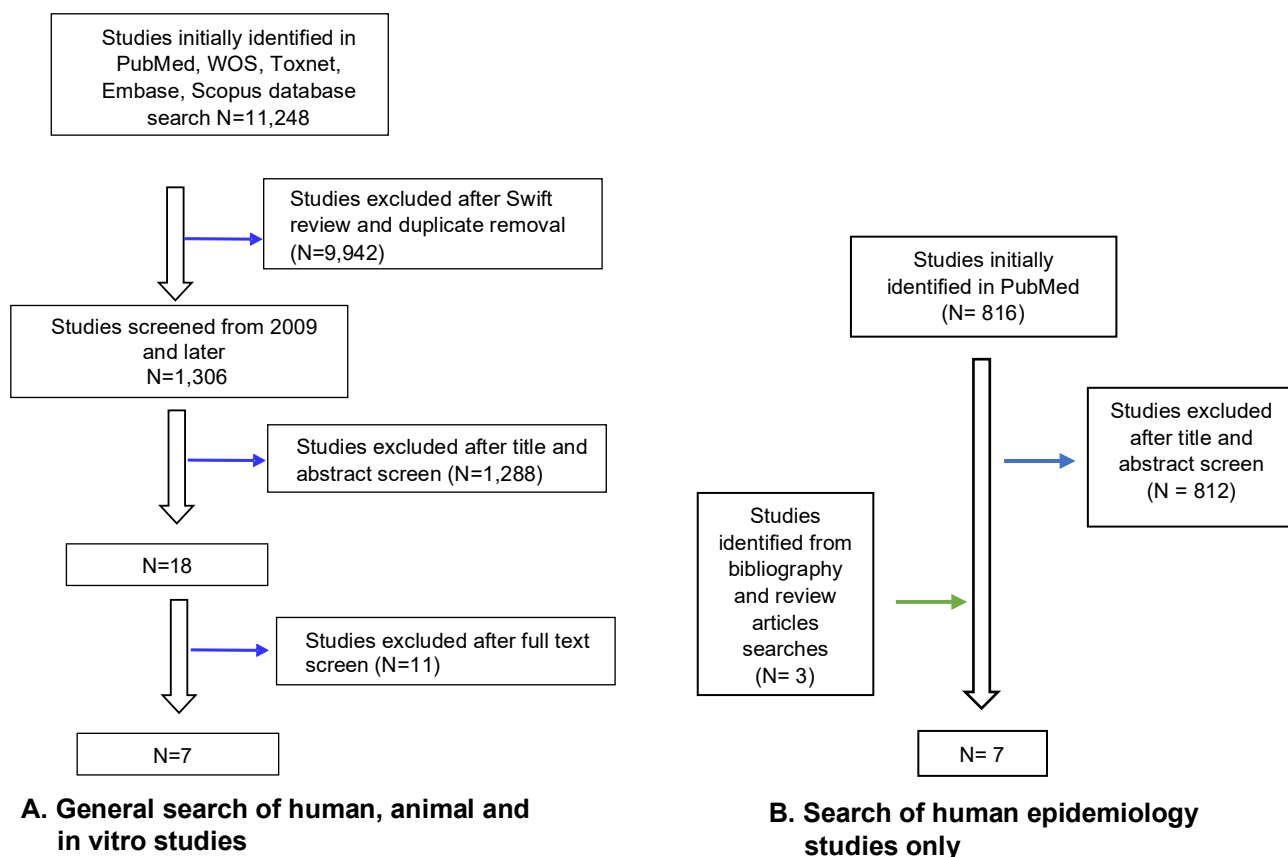 Studies initially identified in
PubMed, WOS, Toxnet,
Embase, Scopus database
search N=11,248
Studies excluded after Swift
review and duplicate removal
(N=9,942)
Studies screened from 2009
and later
N=1,306
Studies excluded after title and
abstract screen (N=1,288)
N=18
Studies excluded after full text
screen (N=11)
N=7
A. General search of human, animal and
in vitro studies
Studies initially
identified in PubMed
(N= 816)
Studies excluded
after title and
abstract screen
(N = 812)
Studies
identified from
bibliography
and review
articles
searches
(N= 3)
N= 7
B. Search of human epidemiology
studies only